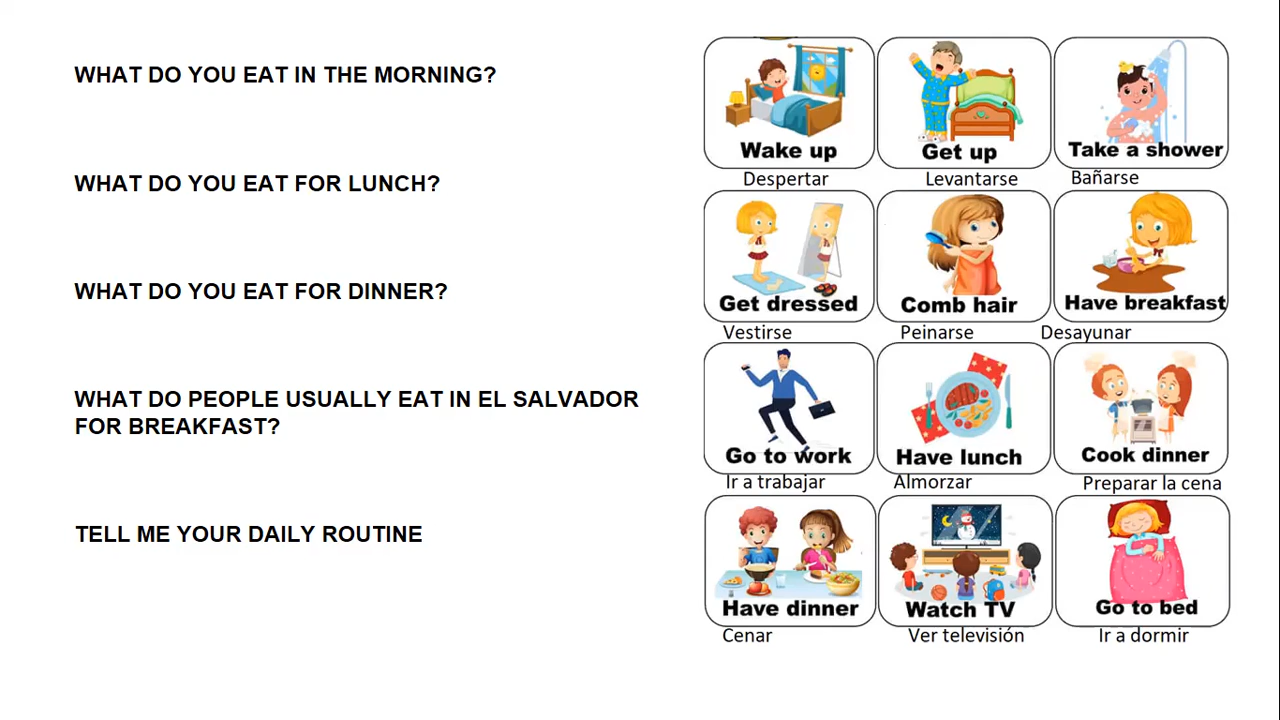 WHAT DO YOU EAT IN THE MORNING?
WHAT DO YOU EAT FOR LUNCH?
WHAT DO YOU EAT FOR DINNER?
WHAT DO PEOPLE USUALLY EAT IN EL SALVADOR
FOR BREAKFAST?
TELL ME YOUR DAILY ROUTINE
Wake up
Get up
Take a shower
Despertar
Levantarse
Bañarse
Get dressed
Comb hair
Have breakfast
Vestirse
Peinarse
Desayunar
Go to work
Have lunch
Cook dinner
Ir a trabajar
Almorzar
Preparar la cena
Have dinner
Watch TV
Go to bed
Cenar
Ver televisión
Ir a dormir